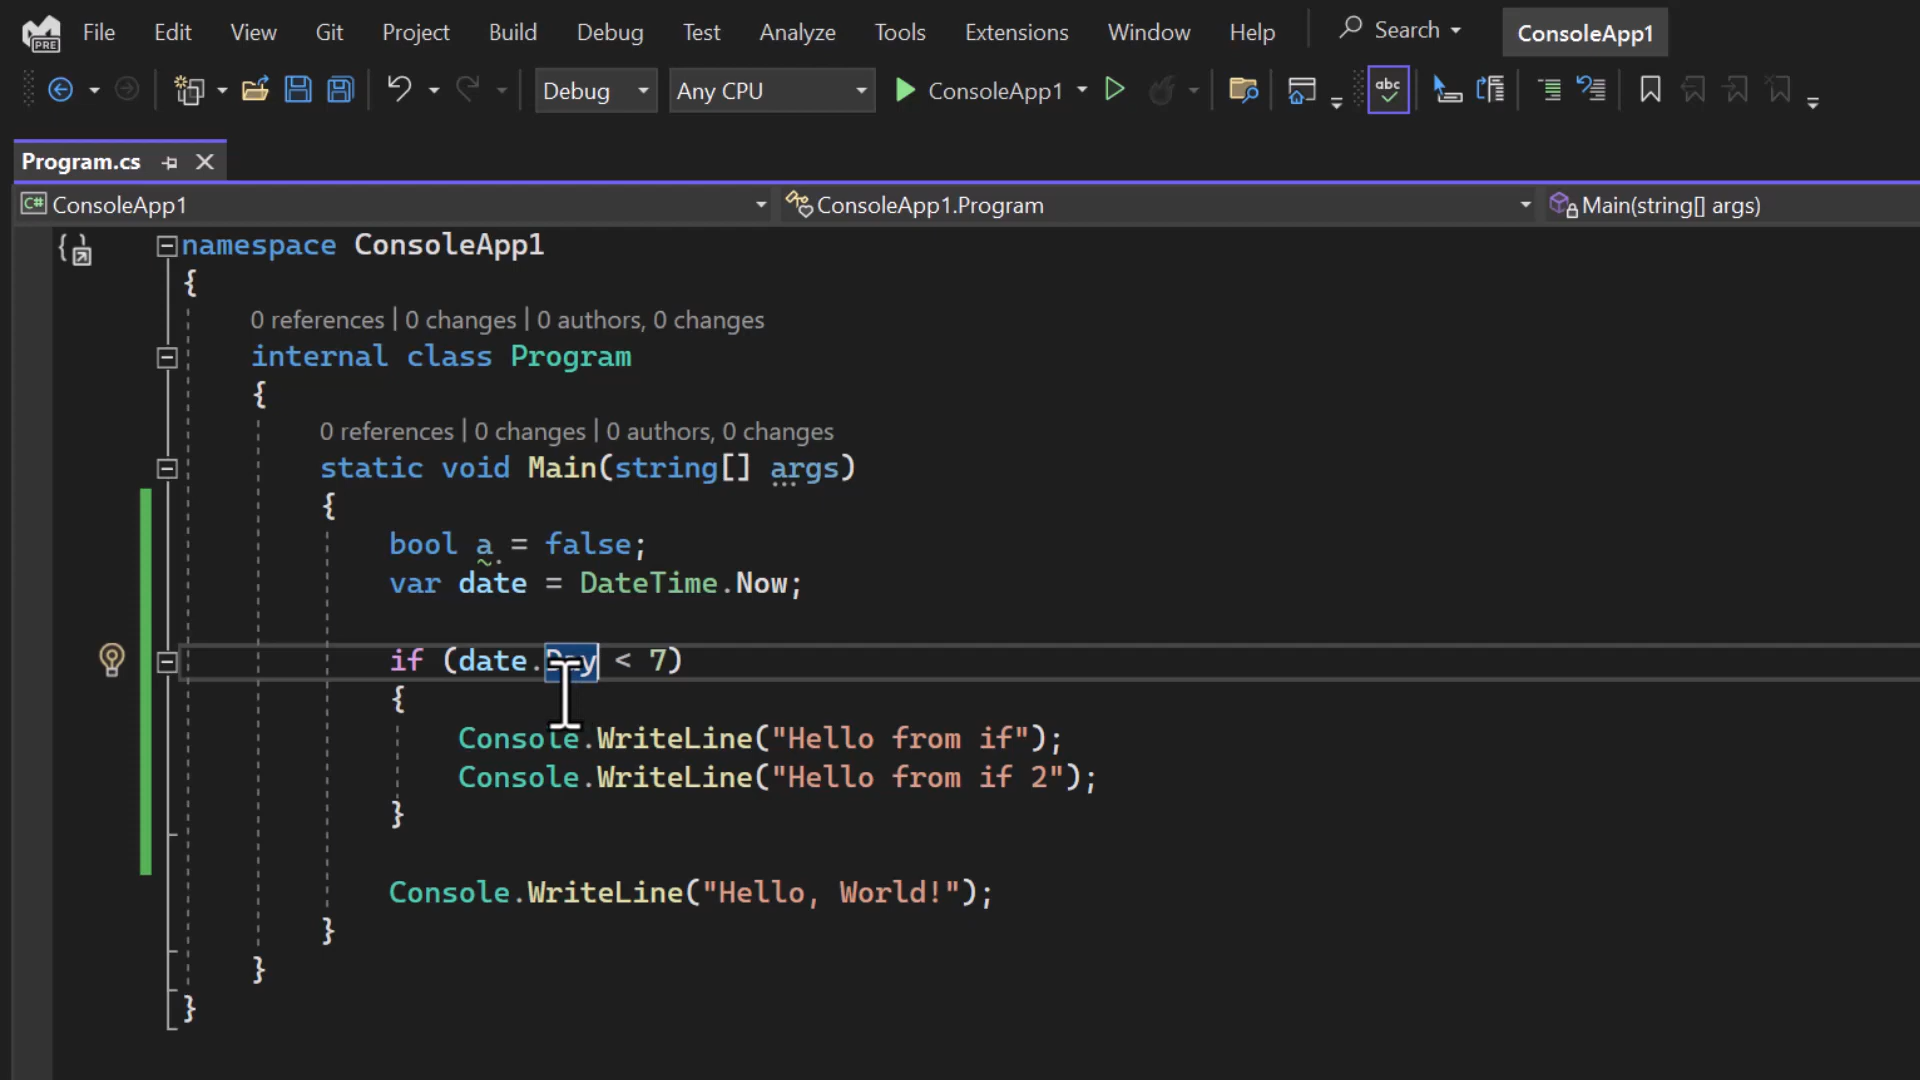 PRE File Edit View Git Project Build Debug Test Analyze Tools Extensions Window Help Search ConsoleApp1
Debug Any CPU ConsoleApp1 abc
Program.cs
C# ConsoleApp1 ConsoleApp1.Program Main(string[] args)
namespace ConsoleApp1
{
0 references | 0 changes | 0 authors, 0 changes
internal class Program
{
0 references | 0 changes | 0 authors, 0 changes
static void Main(string[] args)
{
bool a = false;
var date = DateTime.Now;
if (date.Day < 7)
{
Console.WriteLine("Hello from if");
Console.WriteLine("Hello from if 2");
}
Console.WriteLine("Hello, World!");
}
}
}